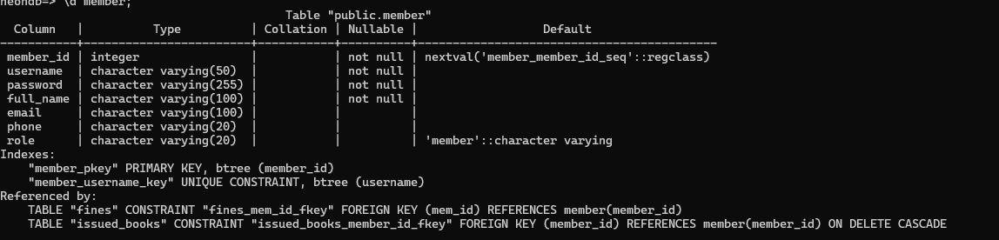 neondb=> \d member;
                                        Table "public.member"
  Column   |          Type          | Collation | Nullable |                  Default
-----------+------------------------+-----------+----------+-------------------------------------------
 member_id | integer                |           | not null | nextval('member_member_id_seq'::regclass)
 username  | character varying(50)  |           | not null |
 password  | character varying(255) |           | not null |
 full_name | character varying(100) |           | not null |
 email     | character varying(100) |           |          |
 phone     | character varying(20)  |           |          |
 role      | character varying(20)  |           |          | 'member'::character varying
Indexes:
    "member_pkey" PRIMARY KEY, btree (member_id)
    "member_username_key" UNIQUE CONSTRAINT, btree (username)
Referenced by:
    TABLE "fines" CONSTRAINT "fines_mem_id_fkey" FOREIGN KEY (mem_id) REFERENCES member(member_id)
    TABLE "issued_books" CONSTRAINT "issued_books_member_id_fkey" FOREIGN KEY (member_id) REFERENCES member(member_id) ON DELETE CASCADE